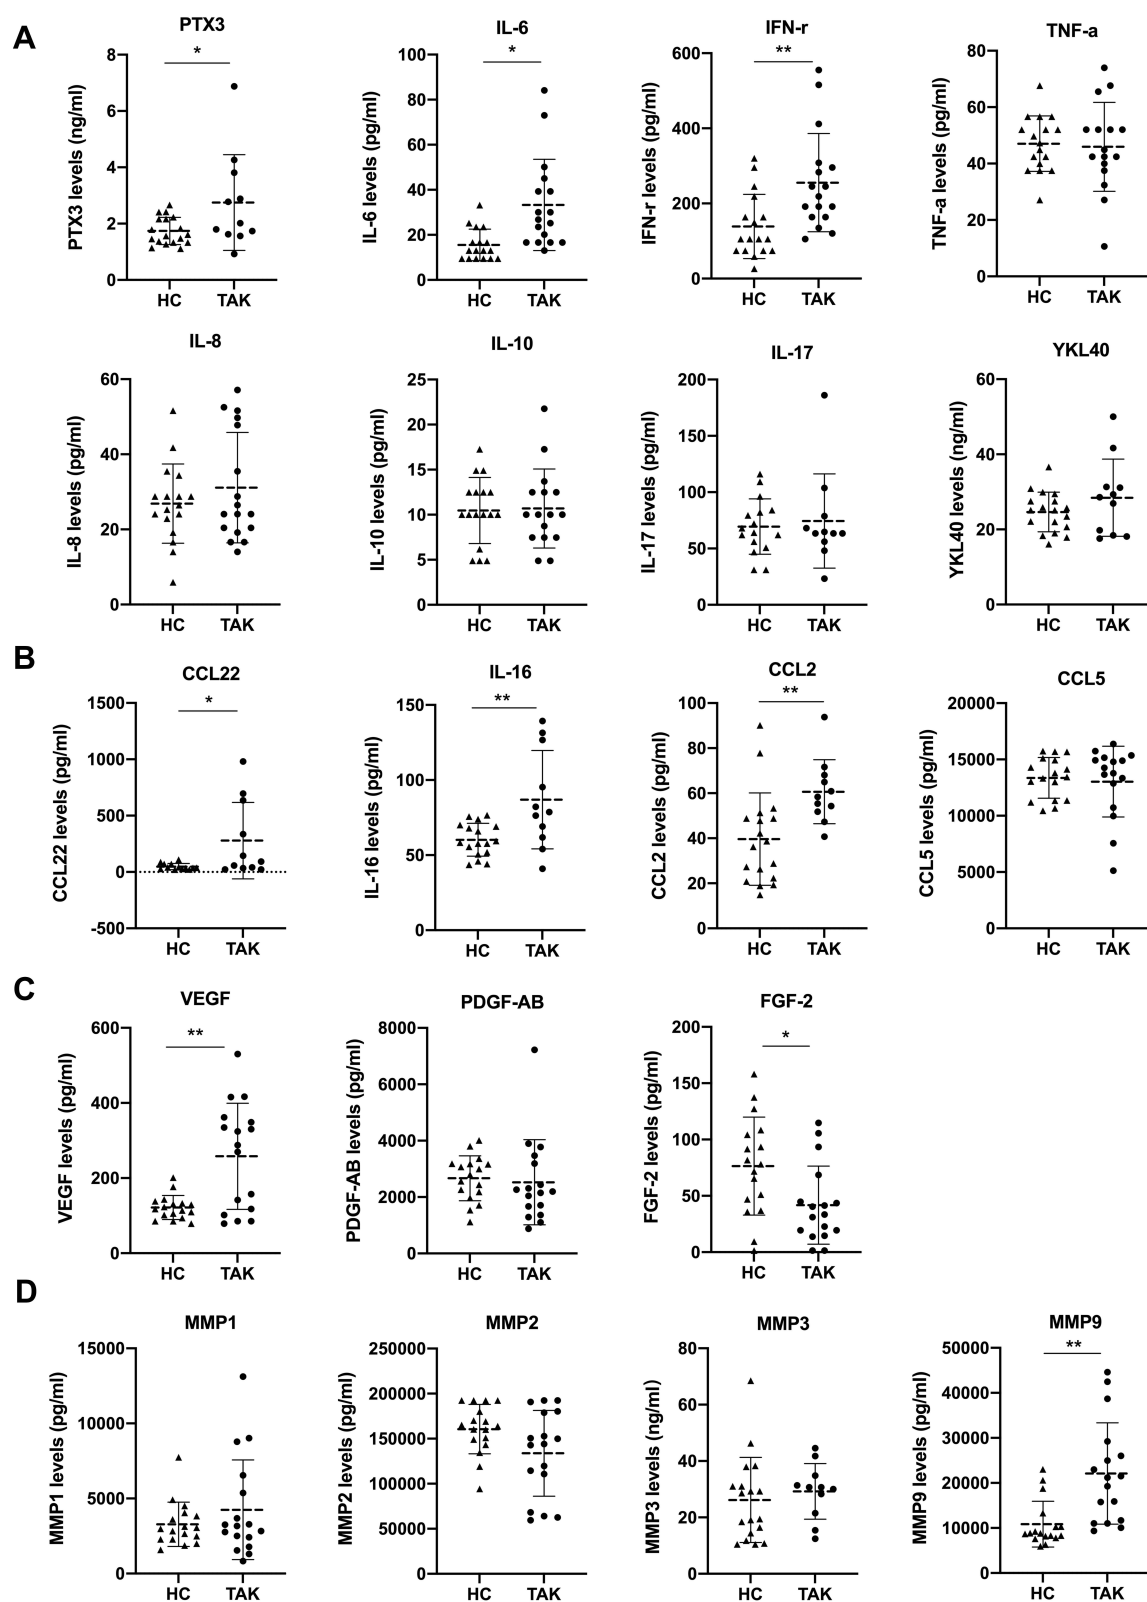 A
PTX3
PTX3 levels (ng/ml)
8
6
4
2
0
*
HC TAK
IL-6
IL-6 levels (pg/ml)
100
80
60
40
20
0
*
HC TAK
IFN-r
IFN-r levels (pg/ml)
600
400
200
0
**
HC TAK
TNF-a
TNF-a levels (pg/ml)
80
60
40
20
0
HC TAK
IL-8
IL-8 levels (pg/ml)
60
40
20
0
HC TAK
IL-10
IL-10 levels (pg/ml)
25
20
15
10
5
0
HC TAK
IL-17
IL-17 levels (pg/ml)
200
150
100
50
0
HC TAK
YKL40
YKL40 levels (ng/ml)
60
40
20
0
HC TAK
B
CCL22
CCL22 levels (pg/ml)
1500
1000
500
0
-500
*
HC TAK
IL-16
IL-16 levels (pg/ml)
150
100
50
0
**
HC TAK
CCL2
CCL2 levels (pg/ml)
100
80
60
40
20
0
**
HC TAK
CCL5
CCL5 levels (pg/ml)
20000
15000
10000
5000
0
HC TAK
C
VEGF
VEGF levels (pg/ml)
600
400
200
0
**
HC TAK
PDGF-AB
PDGF-AB levels (pg/ml)
8000
6000
4000
2000
0
HC TAK
FGF-2
FGF-2 levels (pg/ml)
200
150
100
50
0
*
HC TAK
D
MMP1
MMP1 levels (pg/ml)
15000
10000
5000
0
HC TAK
MMP2
MMP2 levels (pg/ml)
250000
200000
150000
100000
50000
0
HC TAK
MMP3
MMP3 levels (ng/ml)
80
60
40
20
0
HC TAK
MMP9
MMP9 levels (pg/ml)
50000
40000
30000
20000
10000
0
**
HC TAK